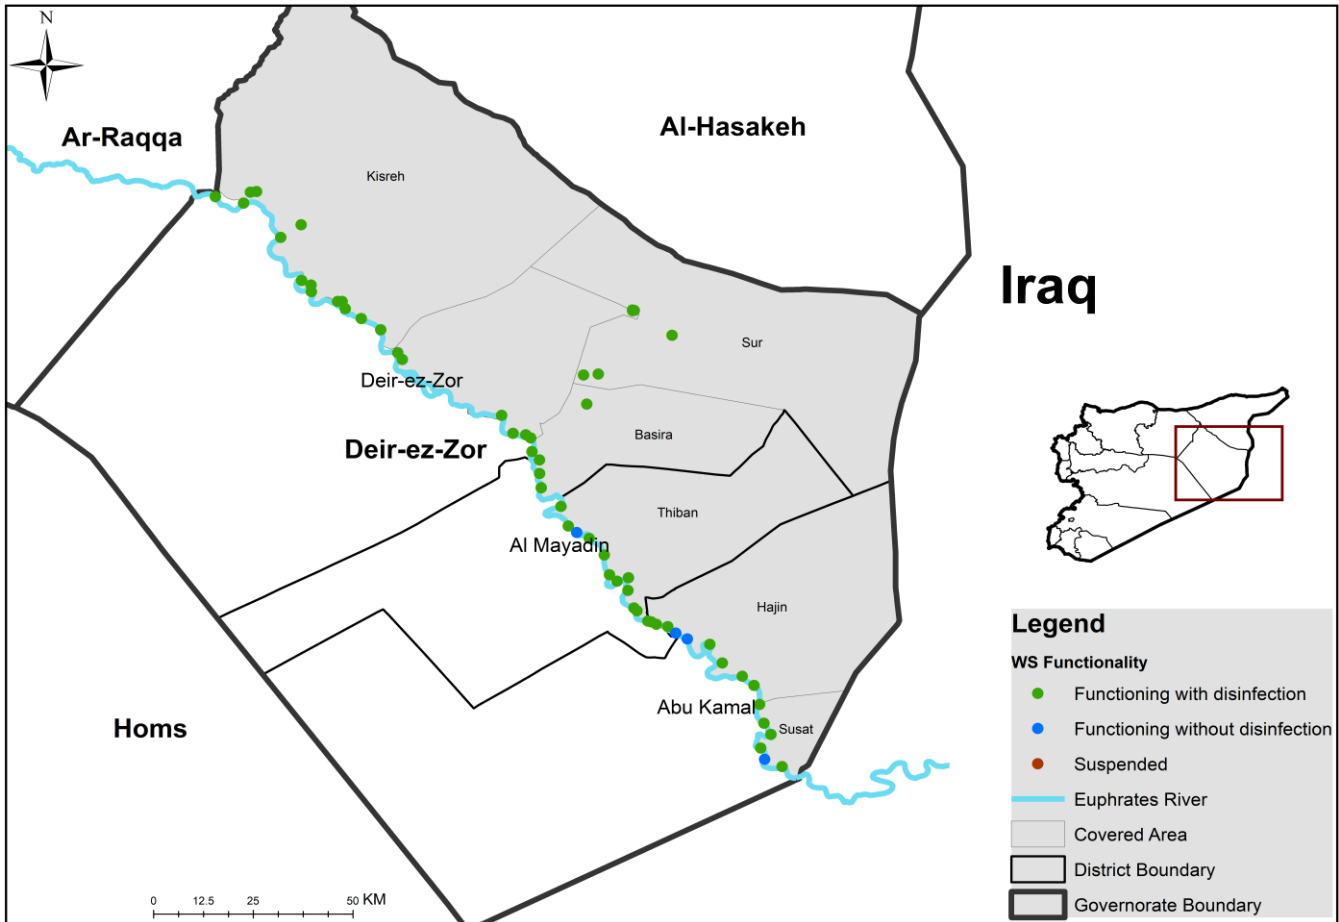 N
Ar-Raqqa
Al-Hasakeh
Kisreh
Iraq
Sur
Deir-ez-Zor
Basira
Deir-ez-Zor
Thiban
Al Mayadin
Hajin
Abu Kamal
Susat
Homs
0 12.5 25 50 KM
Legend
WS Functionality
Functioning with disinfection
Functioning without disinfection
Suspended
Euphrates River
Covered Area
District Boundary
Governorate Boundary